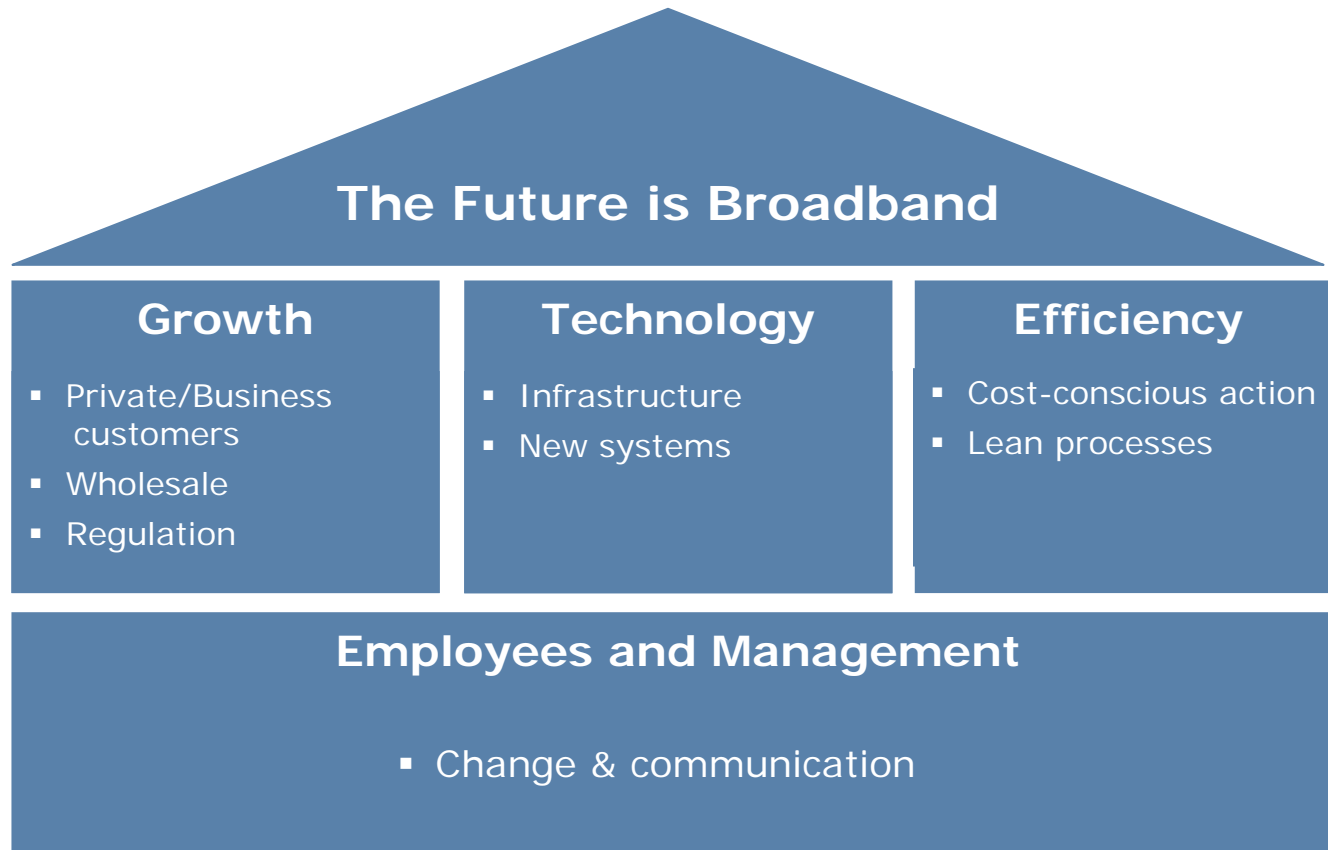 The Future is Broadband
Growth
▪ Private/Business
customers
▪ Wholesale
▪ Regulation
Technology
▪ Infrastructure
▪ New systems
Efficiency
▪ Cost-conscious action
▪ Lean processes
Employees and Management
▪ Change & communication